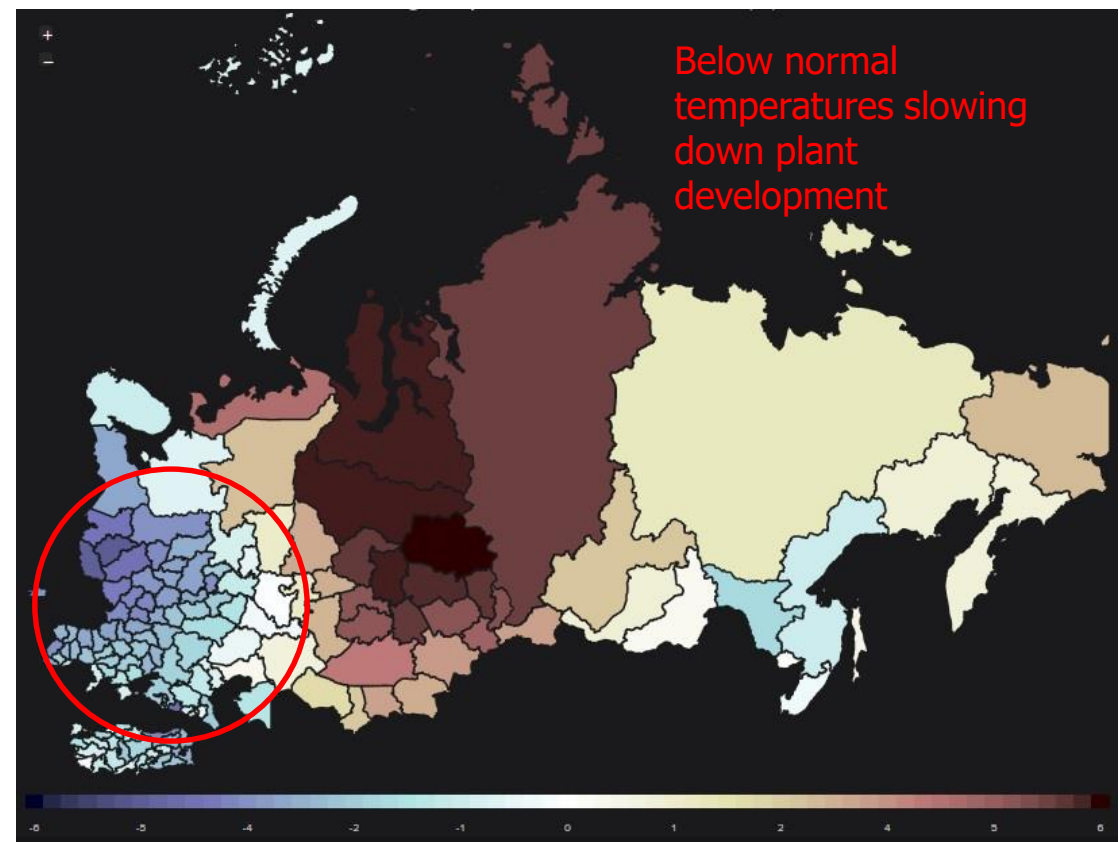 +
−
Below normal
temperatures slowing
down plant
development
-6 -5 -4 -2 -1 0 1 2 4 5 6